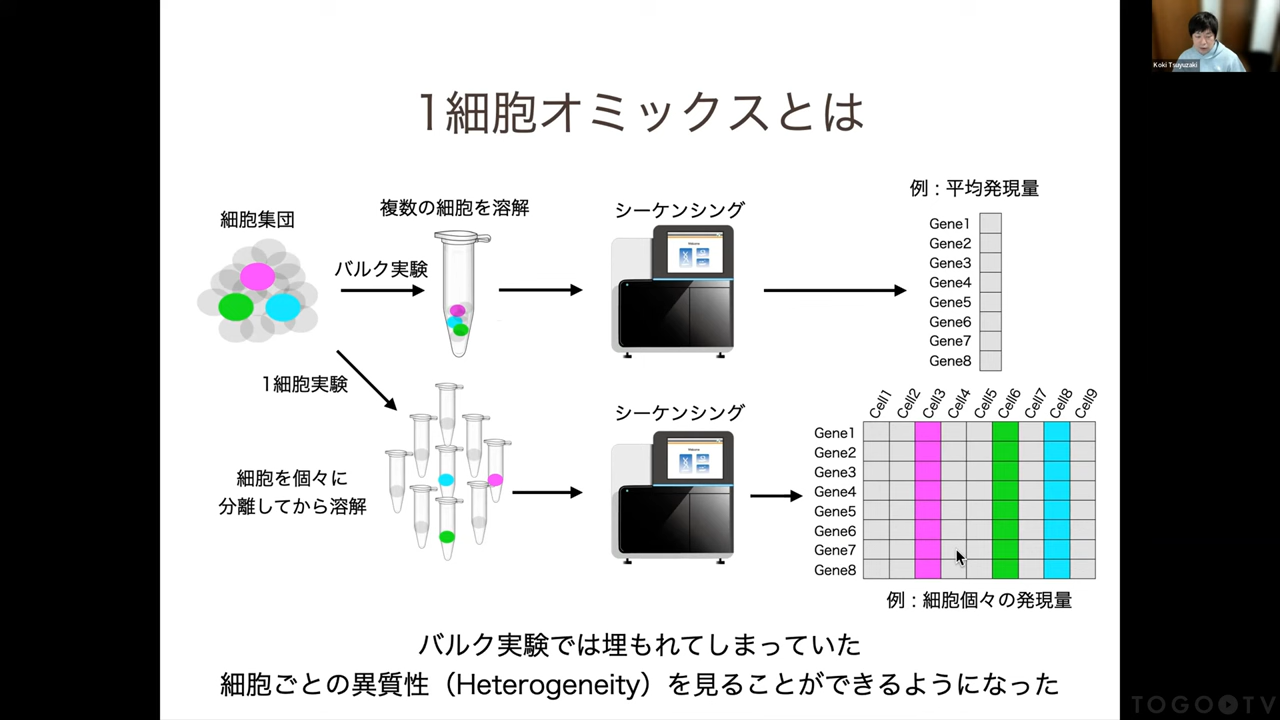 Koki Tsuyuzaki
1細胞オミックスとは
細胞集団
バルク実験
複数の細胞を溶解
シーケンシング
例：平均発現量
Gene1
Gene2
Gene3
Gene4
Gene5
Gene6
Gene7
Gene8
1細胞実験
細胞を個々に
分離してから溶解
シーケンシング
Cell1 Cell2 Cell3 Cell4 Cell5 Cell6 Cell7 Cell8 Cell9
Gene1
Gene2
Gene3
Gene4
Gene5
Gene6
Gene7
Gene8
例：細胞個々の発現量
バルク実験では埋もれてしまっていた
細胞ごとの異質性（Heterogeneity）を見ることができるようになった
TOGOTV